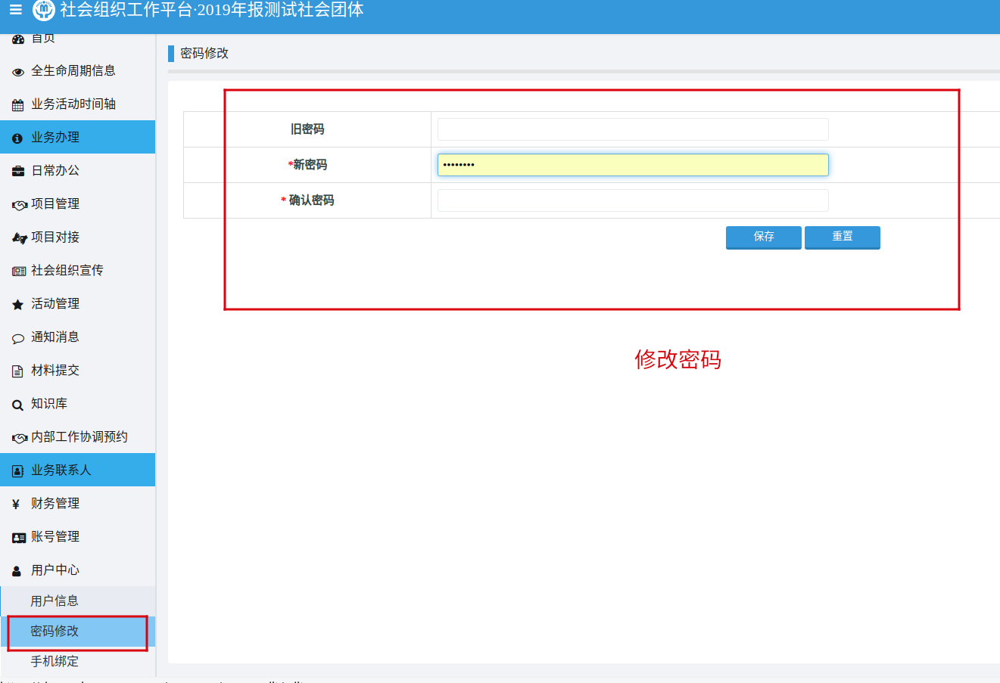 社会组织工作平台·2019年报测试社会团体
首页
全生命周期信息
业务活动时间轴
业务办理
日常办公
项目管理
项目对接
社会组织宣传
活动管理
通知消息
材料提交
知识库
内部工作协调预约
业务联系人
财务管理
账号管理
用户中心
用户信息
密码修改
手机绑定
密码修改
旧密码
*新密码
••••••••
* 确认密码
保存 重置
修改密码